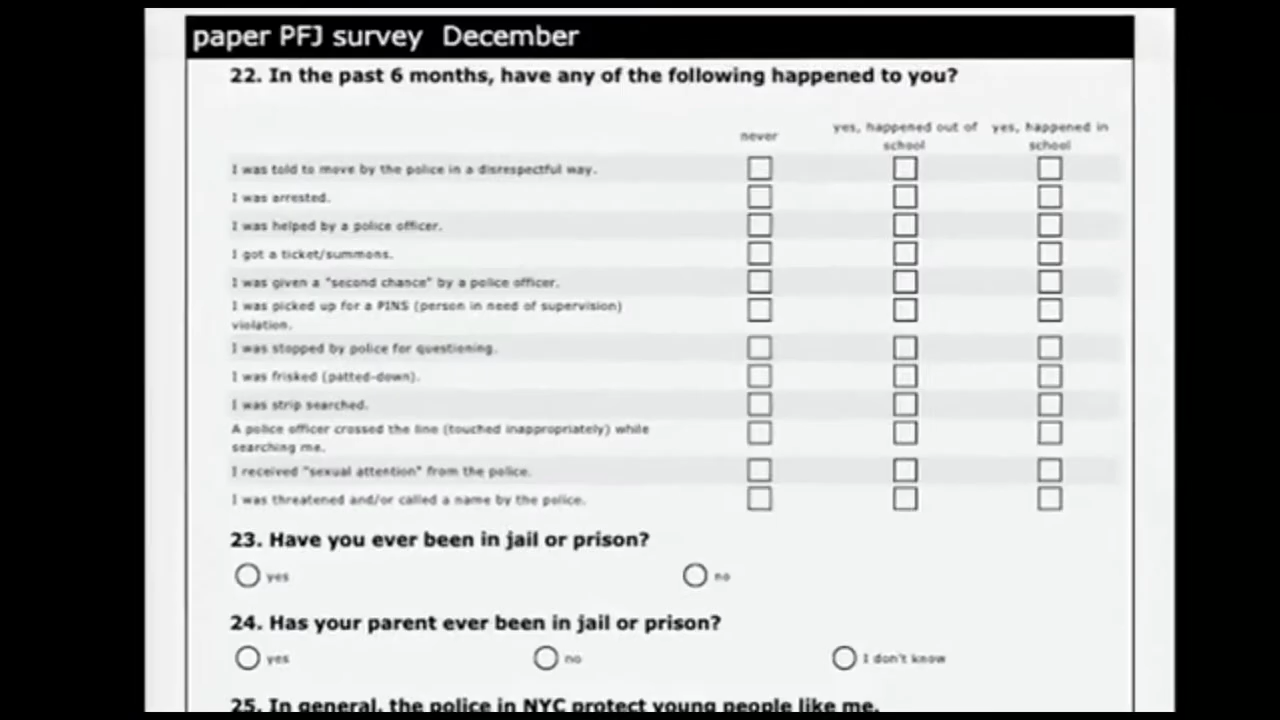 paper PFJ survey December
22. In the past 6 months, have any of the following happened to you?
never
yes, happened out of school
yes, happened in school
I was told to move by the police in a disrespectful way.
I was arrested.
I was helped by a police officer.
I got a ticket/summons.
I was given a "second chance" by a police officer.
I was picked up for a PINS (person in need of supervision)
violation.
I was stopped by police for questioning.
I was frisked (patted-down).
I was strip searched.
A police officer crossed the line (touched inappropriately) while
searching me.
I received "sexual attention" from the police.
I was threatened and/or called a name by the police.
23. Have you ever been in jail or prison?
yes no
24. Has your parent ever been in jail or prison?
yes no I don't know
25. In general, the police in NYC protect young people like me.